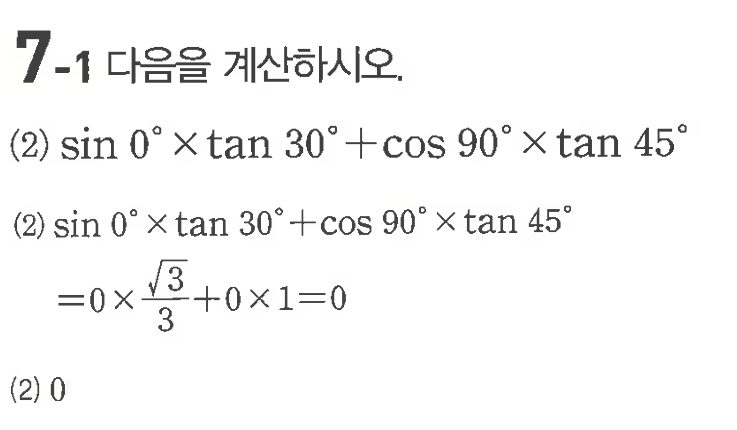 7-1 다음을 계산하시오.
(2) sin 0°×tan 30°+cos 90°×tan 45°
(2) sin 0°×tan 30°+cos 90°×tan 45°
=0×√3/3+0×1=0
(2) 0